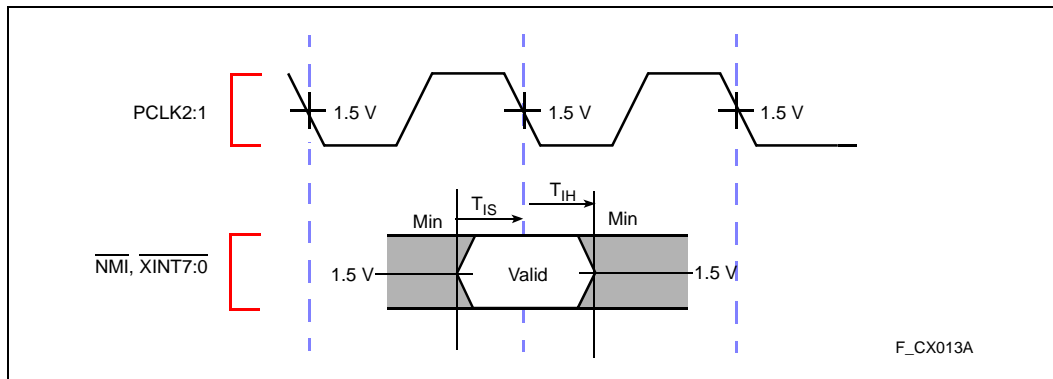 PCLK2:1
1.5 V
1.5 V
1.5 V
T_IS
T_IH
Min
Min
NMI, XINT7:0
1.5 V
Valid
1.5 V
F_CX013A